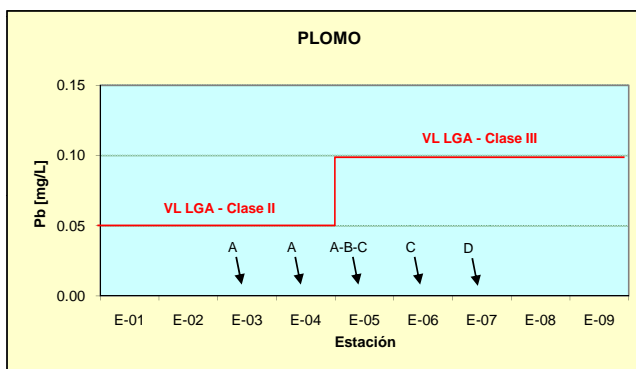 PLOMO
0.15
VL LGA - Clase III
0.10
Pb [mg/L]
VL LGA - Clase II
0.05
A A A-B-C C D
0.00
E-01 E-02 E-03 E-04 E-05 E-06 E-07 E-08 E-09
Estación